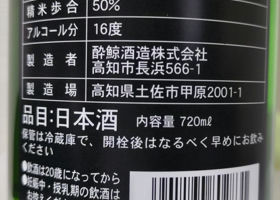 精米歩合 50%
アルコール分 16度
製造者 酔鯨酒造株式会社
高知市長浜566-1
製造場 高知県土佐市甲原2001-1
品目:日本酒 内容量 720mℓ
保管は冷蔵庫で、開栓後はなるべく早めにお飲み
ください
●飲酒は20歳になってから
●妊娠中・授乳期の飲酒は